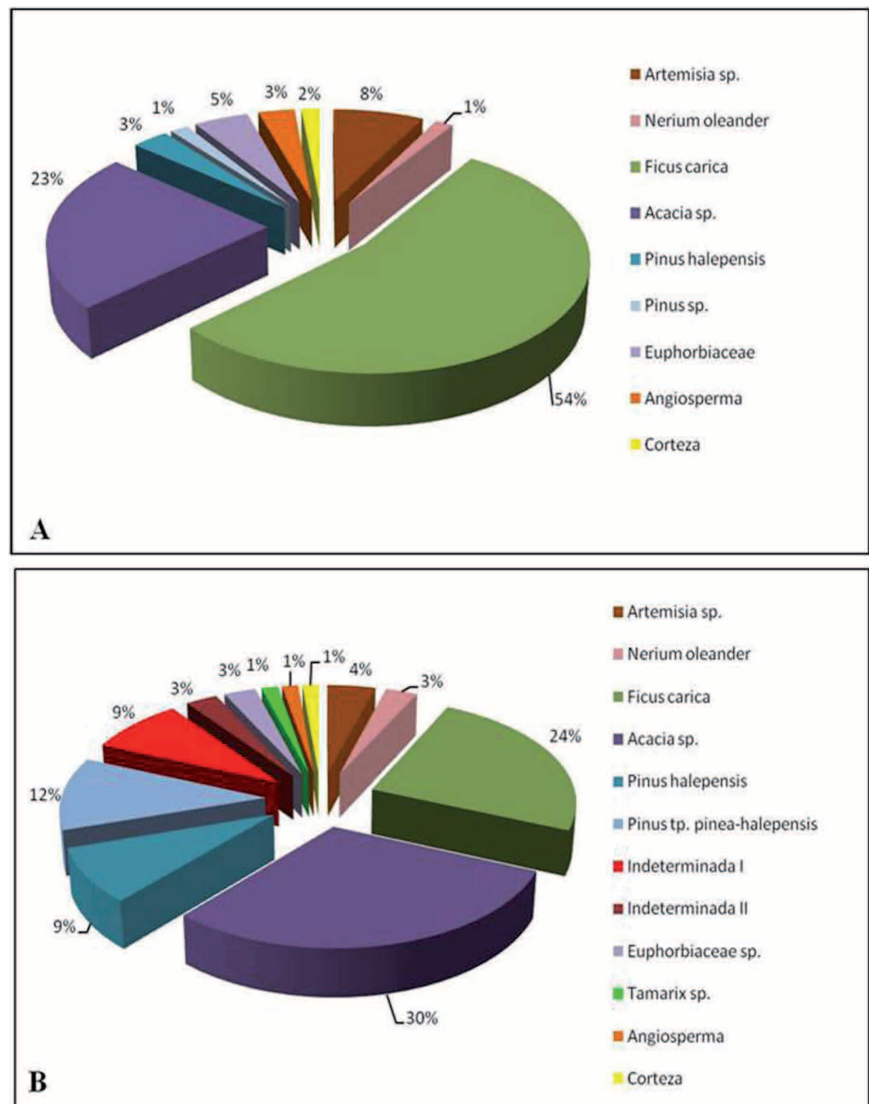 8%
1%
54%
23%
3%
1%
5%
3%
2%
Artemisia sp.
Nerium oleander
Ficus carica
Acacia sp.
Pinus halepensis
Pinus sp.
Euphorbiaceae
Angiosperma
Corteza
A
4%
3%
24%
30%
9%
12%
9%
3%
3%
1%
1%
1%
Artemisia sp.
Nerium oleander
Ficus carica
Acacia sp.
Pinus halepensis
Pinus tp. pinea-halepensis
Indeterminada I
Indeterminada II
Euphorbiaceae sp.
Tamarix sp.
Angiosperma
Corteza
B